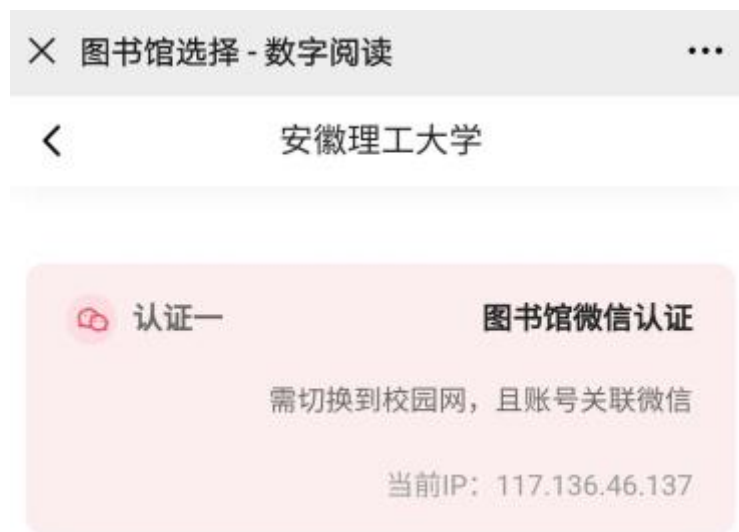 图书馆选择 - 数字阅读
安徽理工大学
认证一
图书馆微信认证
需切换到校园网，且账号关联微信
当前IP：117.136.46.137